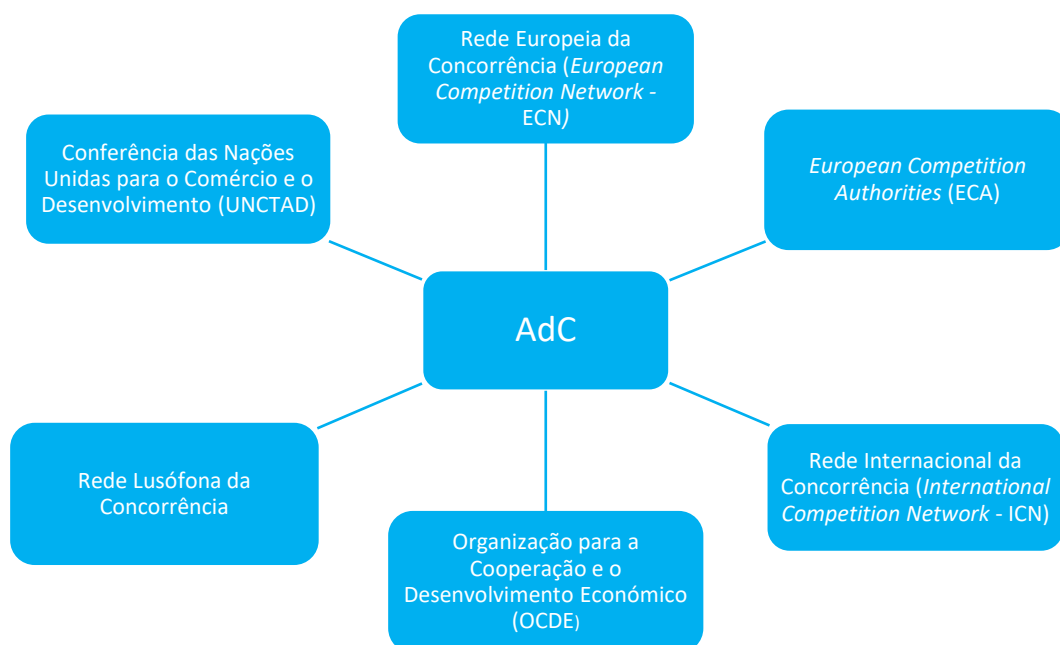 Rede Europeia da
Concorrência (European
Competition Network -
ECN)
Conferência das Nações
Unidas para o Comércio e o
Desenvolvimento (UNCTAD)
European Competition
Authorities (ECA)
AdC
Rede Lusófona da
Concorrência
Rede Internacional da
Concorrência (International
Competition Network - ICN)
Organização para a
Cooperação e o
Desenvolvimento Económico
(OCDE)